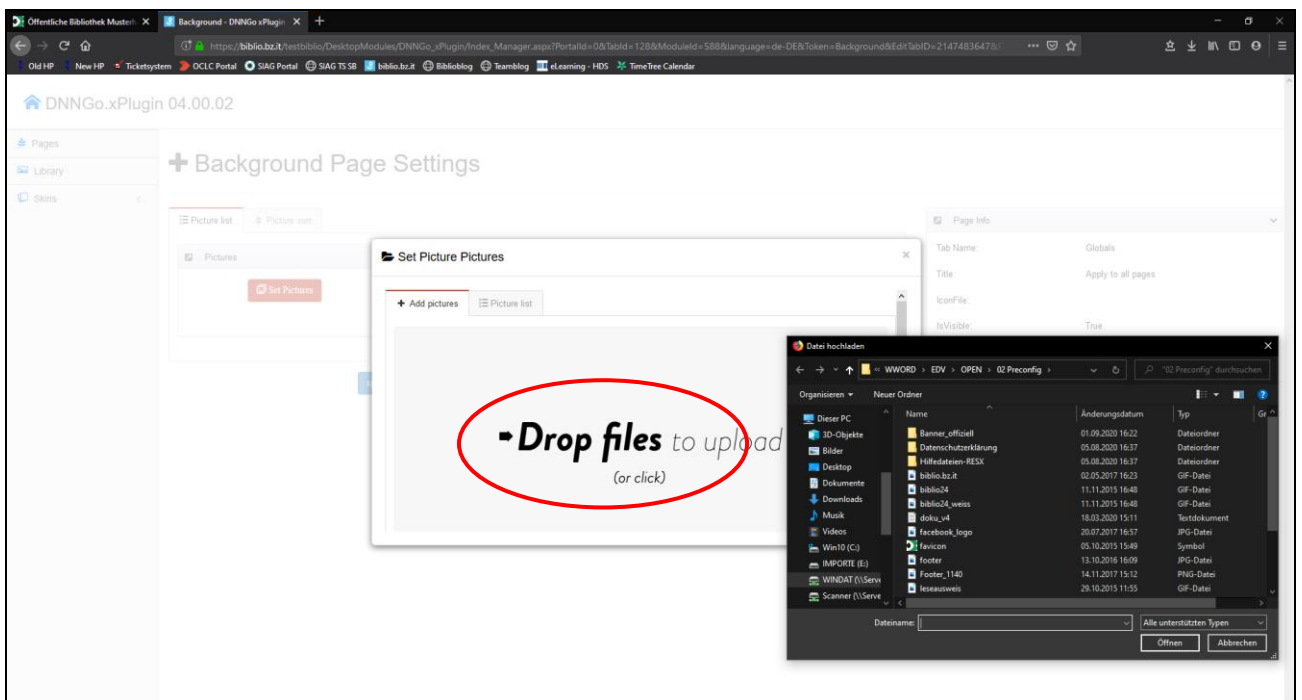 Öffentliche Bibliothek Musterh
Background - DNNGo xPlugin
https://biblio.bz.it/testbiblio/DesktopModules/DNNGo_xPlugin/Index_Manager.aspx?PortalId=0&TabId=128&ModuleId=588&language=de-DE&Token=Background&EditTabID=2147483647&
Old HP New HP Ticketsystem OCLC Portal SIAG Portal SIAG TS SB biblio.bz.it Biblioblog Teamblog eLearning - HDS TimeTree Calendar
DNNGo.xPlugin 04.00.02
Pages
Library
Skins
Background Page Settings
Picture list Picture sort
Pictures
Set Pictures
Page Info
Tab Name: Globals
Title: Apply to all pages
IconFile:
IsVisible: True
Set Picture Pictures
Add pictures Picture list
Drop files to upload
(or click)
Datei hochladen
« WWORD › EDV › OPEN › 02 Preconfig ›
"02 Preconfig" durchsuchen
Organisieren Neuer Ordner
Dieser PC
3D-Objekte
Bilder
Desktop
Dokumente
Downloads
Musik
Videos
Win10 (C:)
IMPORTE (E:)
WINDAT (\\Serve
Scanner (\\Serve
Name Änderungsdatum Typ Gr
Banner_offiziell 01.09.2020 16:22 Dateiordner
Datenschutzerklärung 05.08.2020 16:37 Dateiordner
Hilfedateien-RESX 05.08.2020 16:37 Dateiordner
biblio.bz.it 02.05.2017 16:23 GIF-Datei
biblio24 11.11.2015 16:48 GIF-Datei
biblio24_weiss 11.11.2015 16:48 GIF-Datei
doku_v4 18.03.2020 15:11 Textdokument
facebook_logo 20.07.2017 16:57 JPG-Datei
favicon 05.10.2015 15:49 Symbol
footer 13.10.2016 16:09 JPG-Datei
Footer_1140 14.11.2017 15:12 PNG-Datei
leseausweis 29.10.2015 11:55 GIF-Datei
Dateiname:
Alle unterstützten Typen
Öffnen Abbrechen